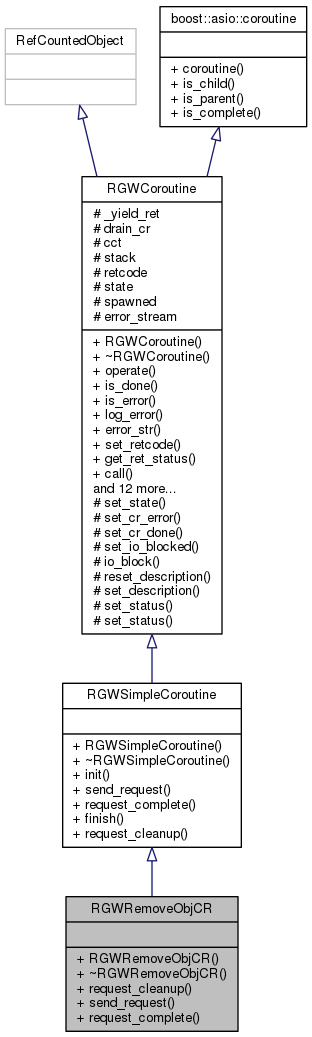 RefCountedObject
boost::asio::coroutine
+ coroutine()
+ is_child()
+ is_parent()
+ is_complete()
RGWCoroutine
# _yield_ret
# drain_cr
# cct
# stack
# retcode
# state
# spawned
# error_stream
+ RGWCoroutine()
+ ~RGWCoroutine()
+ operate()
+ is_done()
+ is_error()
+ log_error()
+ error_str()
+ set_retcode()
+ get_ret_status()
+ call()
and 12 more...
# set_state()
# set_cr_error()
# set_cr_done()
# set_io_blocked()
# io_block()
# reset_description()
# set_description()
# set_status()
# set_status()
RGWSimpleCoroutine
+ RGWSimpleCoroutine()
+ ~RGWSimpleCoroutine()
+ init()
+ send_request()
+ request_complete()
+ finish()
+ request_cleanup()
RGWRemoveObjCR
+ RGWRemoveObjCR()
+ ~RGWRemoveObjCR()
+ request_cleanup()
+ send_request()
+ request_complete()